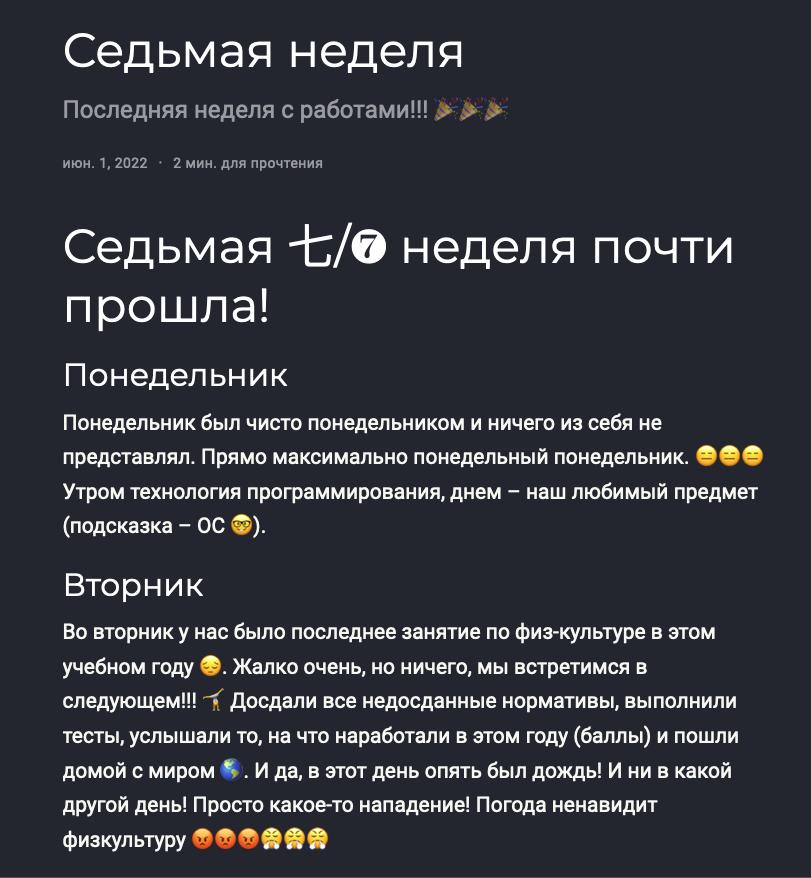 Седьмая неделя
Последняя неделя с работами!!! 🎉🎉🎉
июн. 1, 2022 · 2 мин. для прочтения
Седьмая 七/❼ неделя почти
прошла!
Понедельник
Понедельник был чисто понедельником и ничего из себя не
представлял. Прямо максимально понедельный понедельник. 😑😑😑
Утром технология программирования, днем – наш любимый предмет
(подсказка – ОС 🤓).
Вторник
Во вторник у нас было последнее занятие по физ-культуре в этом
учебном году 😔. Жалко очень, но ничего, мы встретимся в
следующем!!! 🤸 Досдали все недосданные нормативы, выполнили
тесты, услышали то, на что наработали в этом году (баллы) и пошли
домой с миром 🌎. И да, в этот день опять был дождь! И ни в какой
другой день! Просто какое-то нападение! Погода ненавидит
физкультуру 😡😡😡😤😤😤